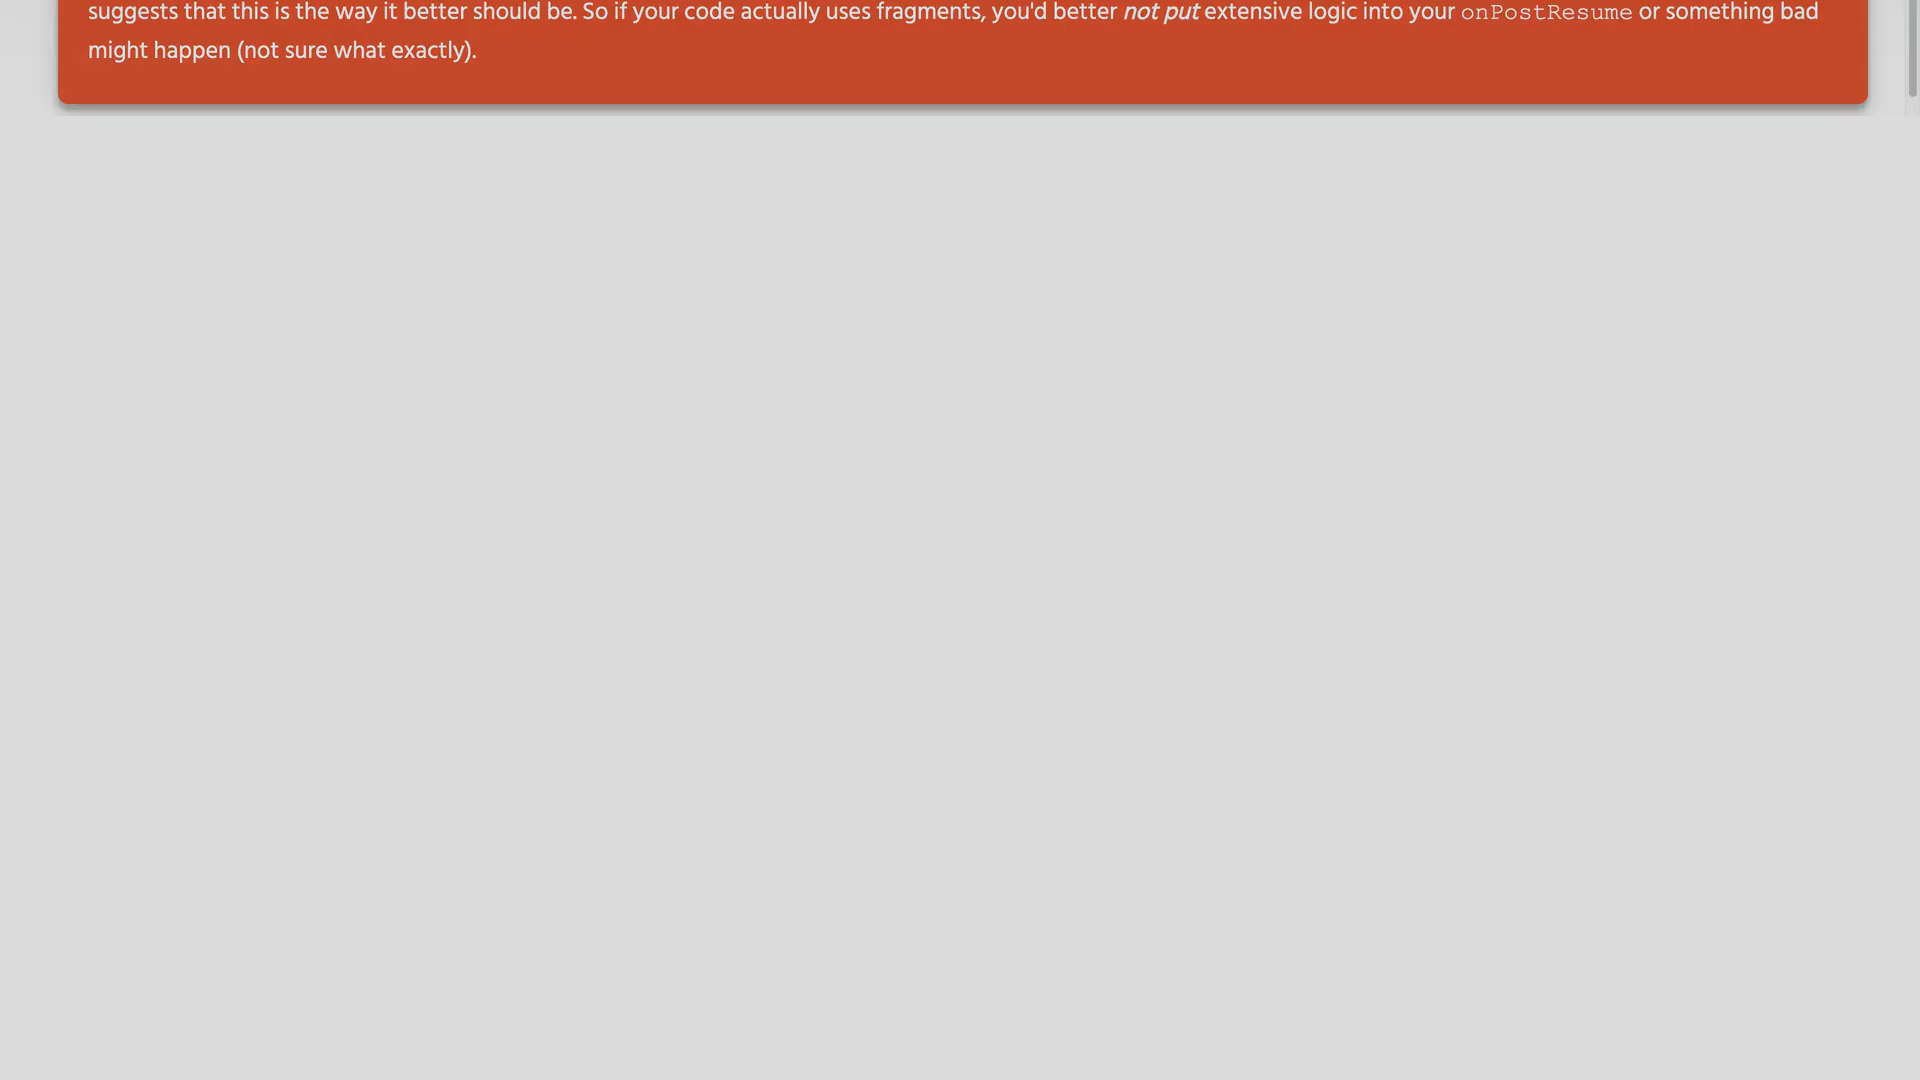 suggests that this is the way it better should be. So if your code actually uses fragments, you'd better not put extensive logic into your onPostResume or something bad
might happen (not sure what exactly).